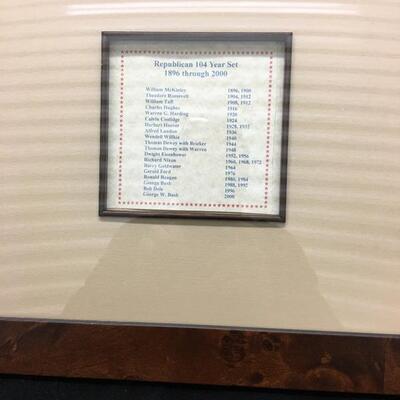 Republican 104 Year Set
1896 through 2000
William McKinley 1896, 1900
Theodore Roosevelt 1904, 1912
William Taft 1908, 1912
Charles Hughes 1916
Warren G. Harding 1920
Calvin Coolidge 1924
Herbert Hoover 1928, 1932
Alfred Landon 1936
Wendell Willkie 1940
Thomas Dewey with Bricker 1944
Thomas Dewey with Warren 1948
Dwight Eisenhower 1952, 1956
Richard Nixon 1960, 1968, 1972
Barry Goldwater 1964
Gerald Ford 1976
Ronald Reagan 1980, 1984
George Bush 1988, 1992
Bob Dole 1996
George W. Bush 2000